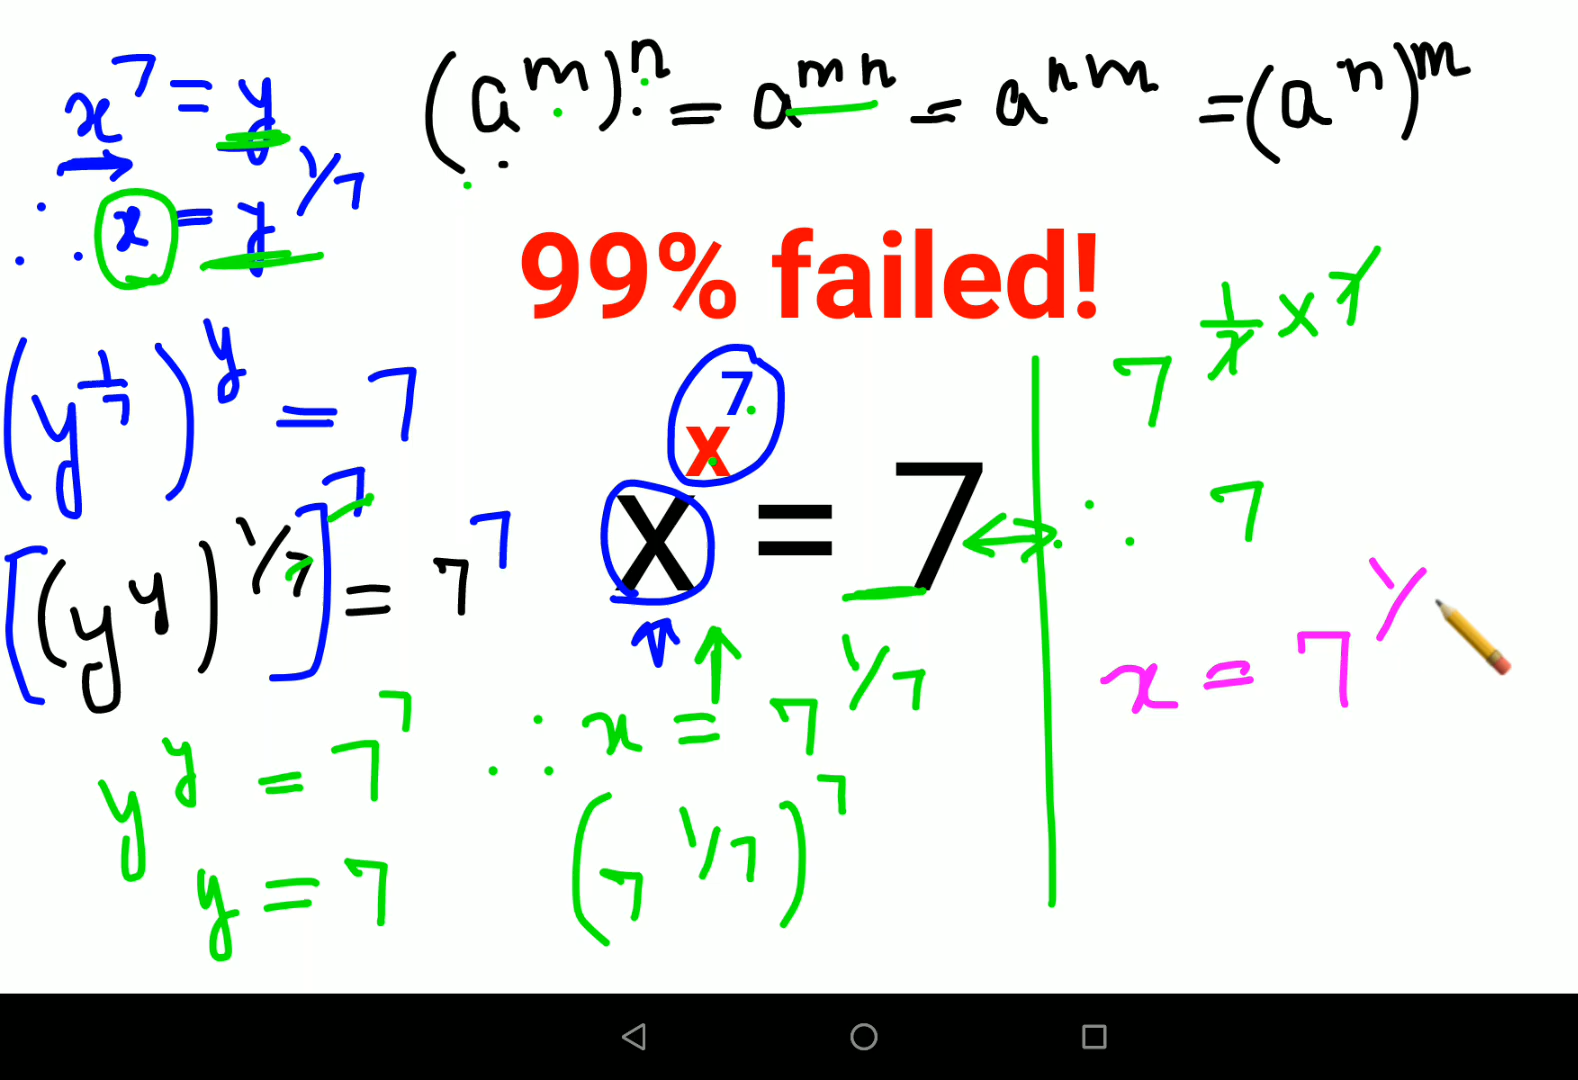 x^7 = y
∴ x = y^1/7
(a^m)^n = a^mn = a^nm = (a^n)^m
99% failed!
(y^1/7)^y = 7
[(y^y)^1/7]^7 = 7^7
y^y = 7^7
y = 7
x^x^7 = 7
∴ x = 7^1/7
(7^1/7)^7
7^1/7 x 7
∴ 7
x = 7^1/